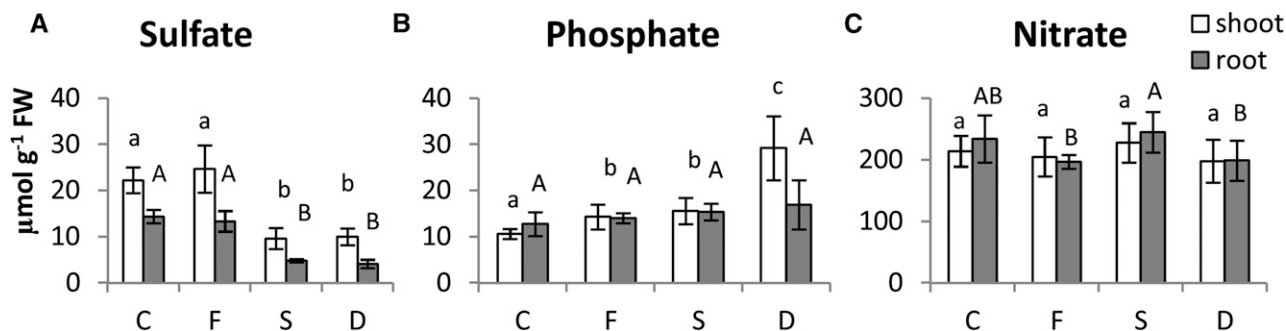 A Sulfate
B Phosphate
C Nitrate
shoot
root
µmol g⁻¹ FW
40
30
20
10
0
a A a A b B b B
C F S D
40
30
20
10
0
a A b A b A c A
C F S D
300
200
100
0
a AB a B a A a B
C F S D